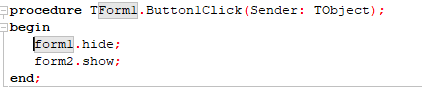 procedure TForm1.Button1Click(Sender: TObject);
begin
form1.hide;
form2.show;
end;